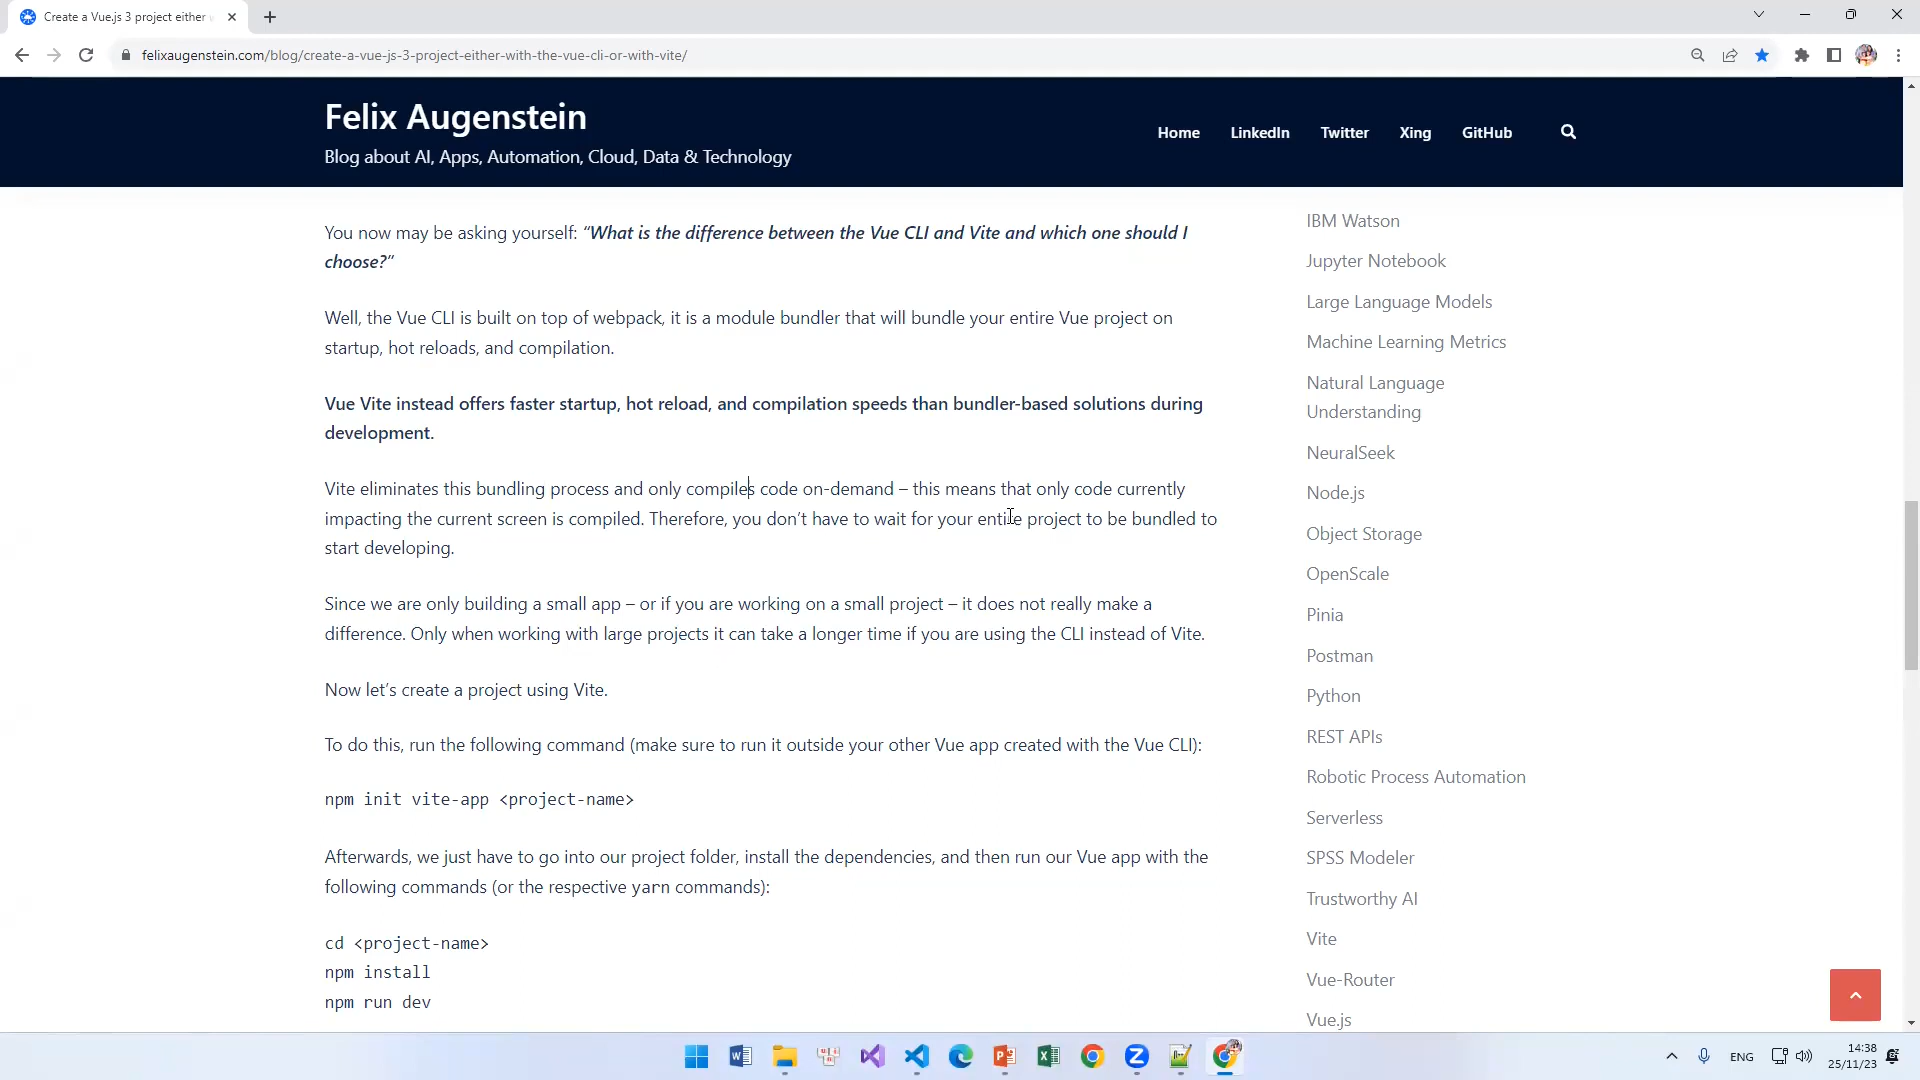 Create a Vue.js 3 project either
felixaugenstein.com/blog/create-a-vue-js-3-project-either-with-the-vue-cli-or-with-vite/
Felix Augenstein
Blog about AI, Apps, Automation, Cloud, Data & Technology
Home
LinkedIn
Twitter
Xing
GitHub
You now may be asking yourself: “What is the difference between the Vue CLI and Vite and which one should I
choose?”
Well, the Vue CLI is built on top of webpack, it is a module bundler that will bundle your entire Vue project on
startup, hot reloads, and compilation.
Vue Vite instead offers faster startup, hot reload, and compilation speeds than bundler-based solutions during
development.
Vite eliminates this bundling process and only compiles code on-demand – this means that only code currently
impacting the current screen is compiled. Therefore, you don’t have to wait for your entire project to be bundled to
start developing.
Since we are only building a small app – or if you are working on a small project – it does not really make a
difference. Only when working with large projects it can take a longer time if you are using the CLI instead of Vite.
Now let’s create a project using Vite.
To do this, run the following command (make sure to run it outside your other Vue app created with the Vue CLI):
npm init vite-app <project-name>
Afterwards, we just have to go into our project folder, install the dependencies, and then run our Vue app with the
following commands (or the respective yarn commands):
cd <project-name>
npm install
npm run dev
IBM Watson
Jupyter Notebook
Large Language Models
Machine Learning Metrics
Natural Language
Understanding
NeuralSeek
Node.js
Object Storage
OpenScale
Pinia
Postman
Python
REST APIs
Robotic Process Automation
Serverless
SPSS Modeler
Trustworthy AI
Vite
Vue-Router
Vue.js
ENG
14:38
25/11/23